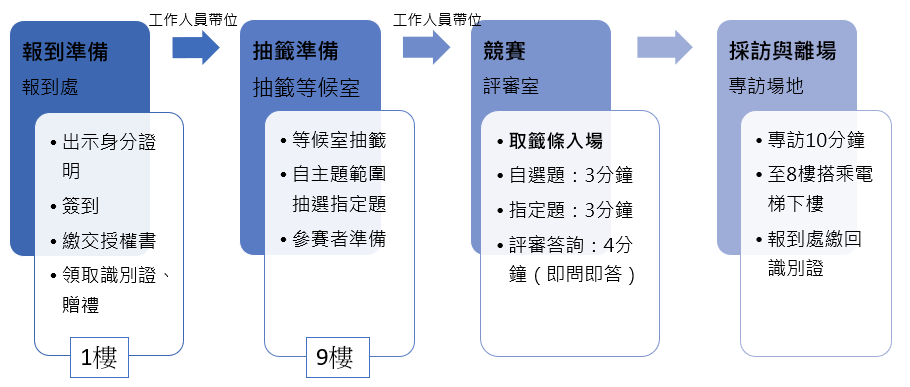 報到準備
報到處
• 出示身分證
明
• 簽到
• 繳交授權書
• 領取識別證、
贈禮
1樓
工作人員帶位
抽籤準備
抽籤等候室
• 等候室抽籤
• 自主題範圍
抽選指定題
• 參賽者準備
9樓
工作人員帶位
競賽
評審室
• 取籤條入場
• 自選題：3分鐘
• 指定題：3分鐘
• 評審答詢：4分
鐘（即問即答）
採訪與離場
專訪場地
• 專訪10分鐘
• 至8樓搭乘電
梯下樓
• 報到處繳回
識別證